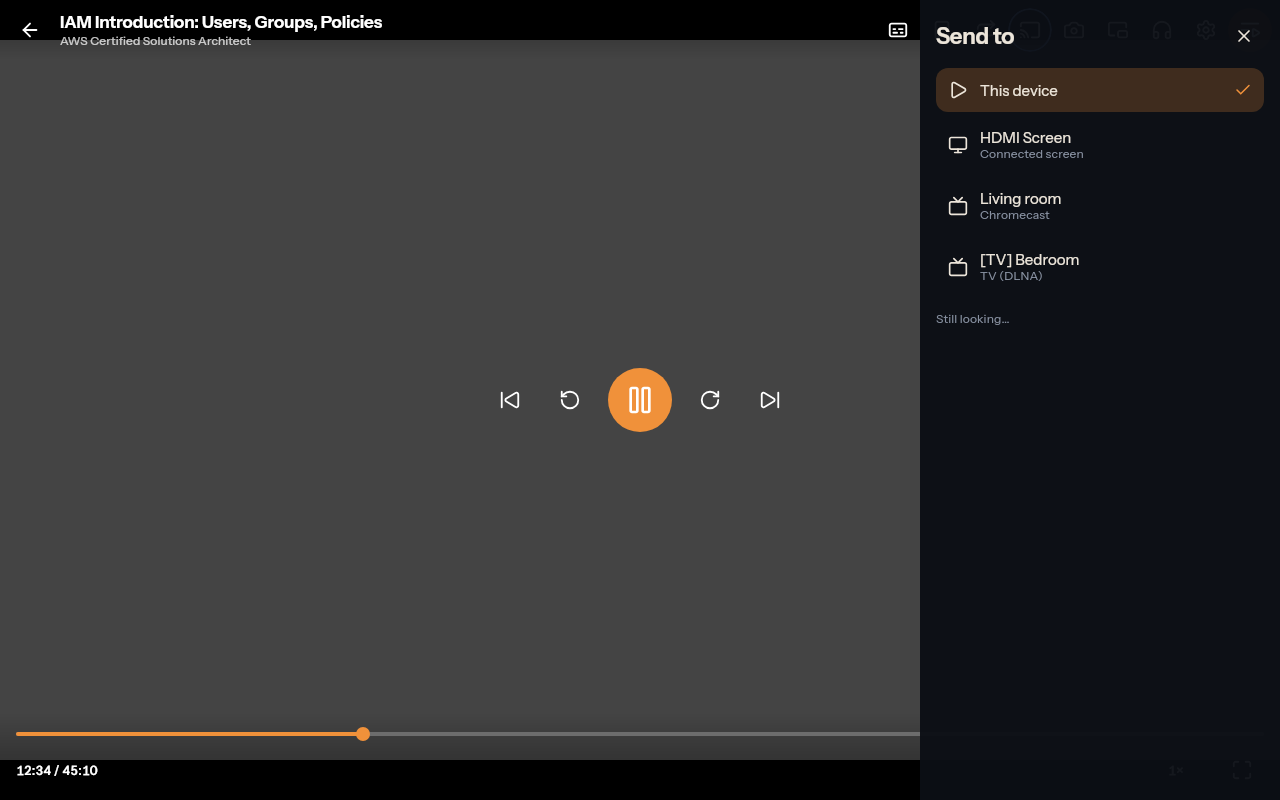 IAM Introduction: Users, Groups, Policies
AWS Certified Solutions Architect
Send to
This device
HDMI Screen
Connected screen
Living room
Chromecast
[TV] Bedroom
TV (DLNA)
Still looking…
12:34 / 45:10
1×